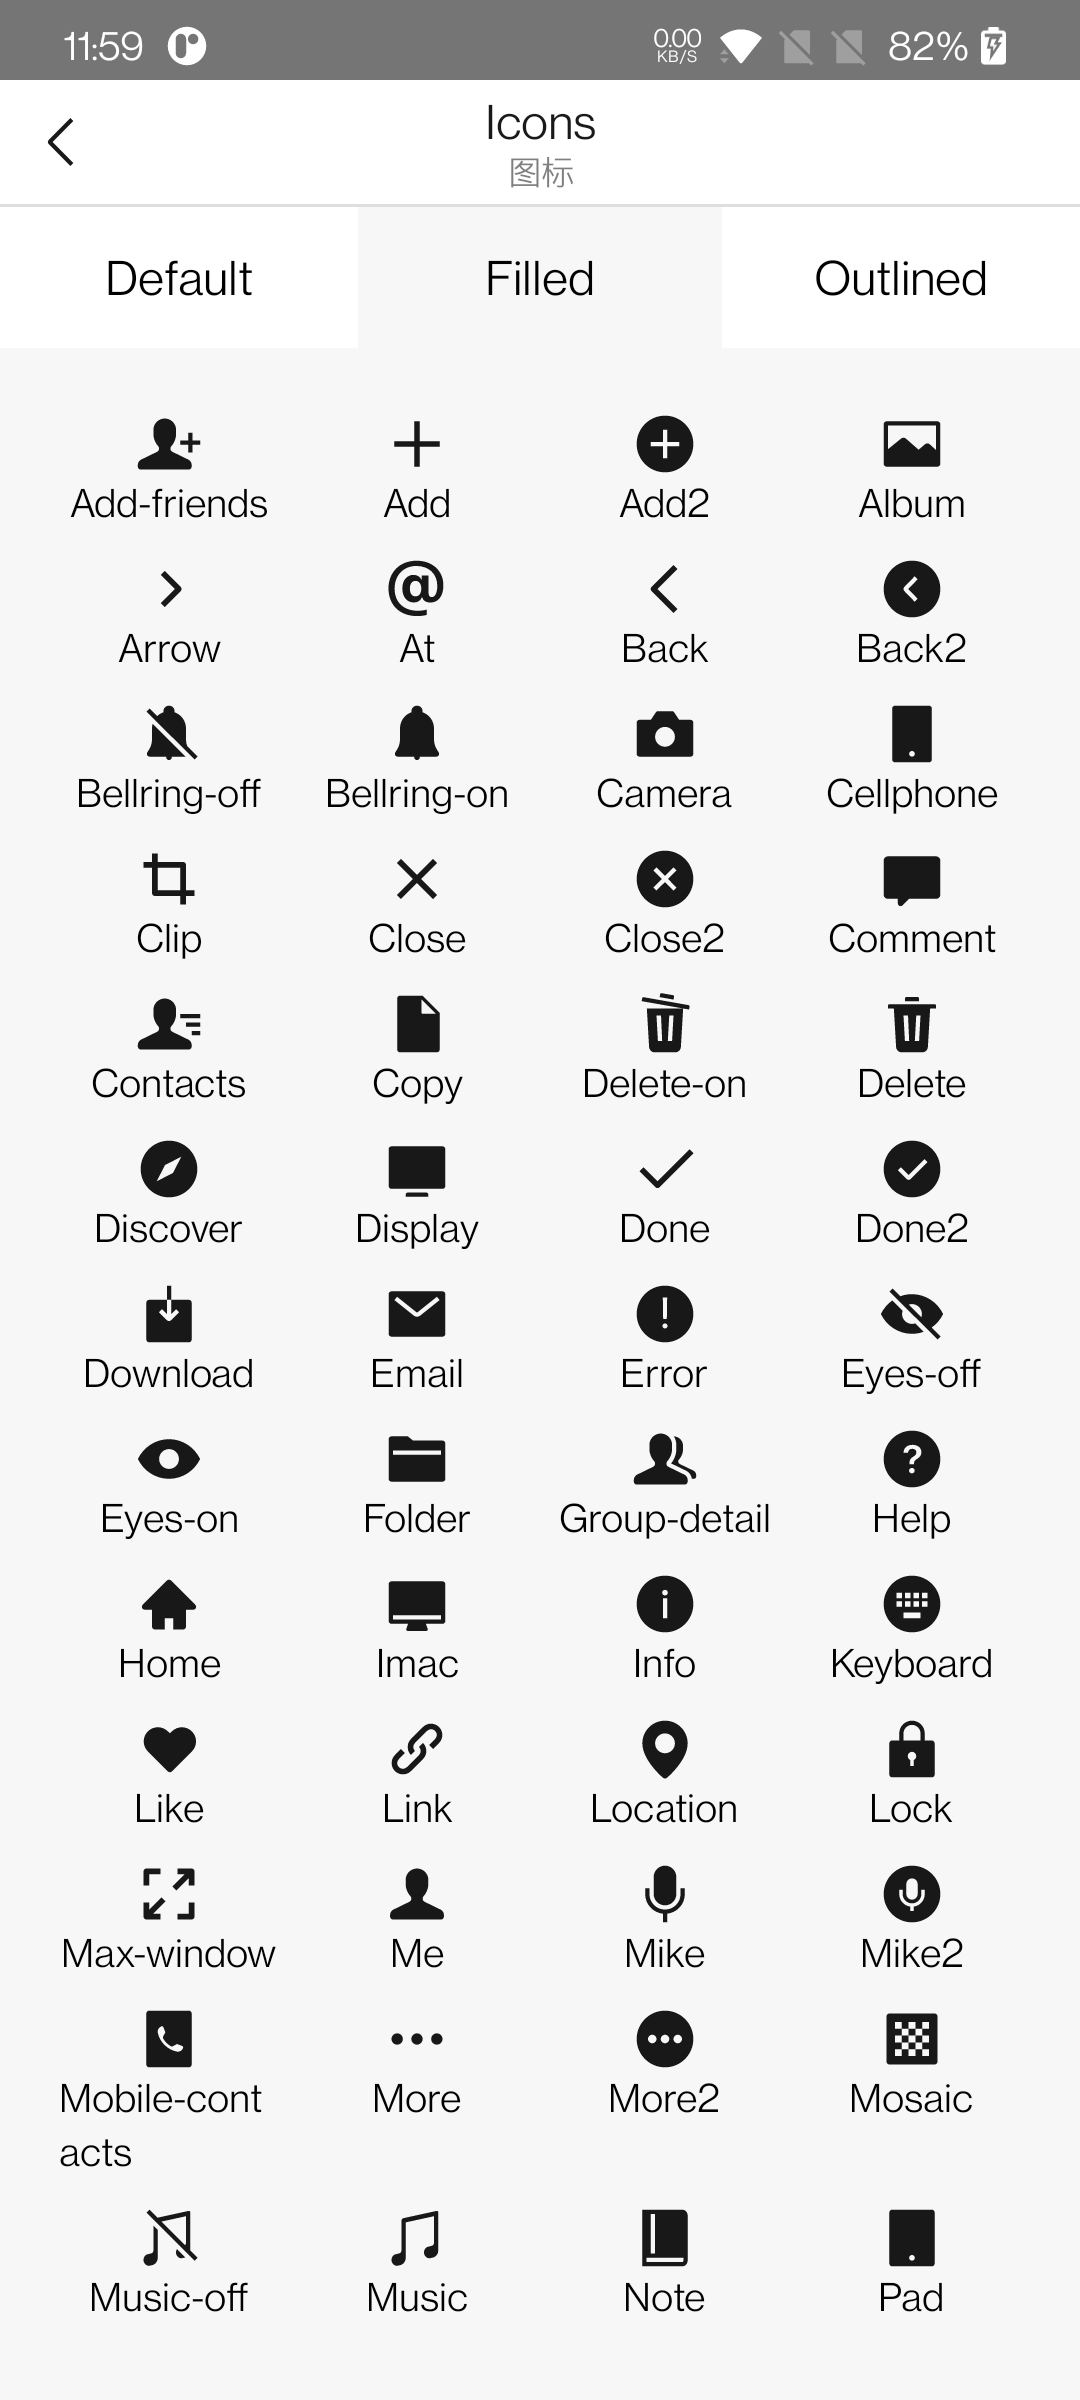 11:59
0.00
KB/S
82%
Icons
图标
Default Filled Outlined
Add-friends Add Add2 Album
Arrow At Back Back2
Bellring-off Bellring-on Camera Cellphone
Clip Close Close2 Comment
Contacts Copy Delete-on Delete
Discover Display Done Done2
Download Email Error Eyes-off
Eyes-on Folder Group-detail Help
Home Imac Info Keyboard
Like Link Location Lock
Max-window Me Mike Mike2
Mobile-cont More More2 Mosaic
acts
Music-off Music Note Pad